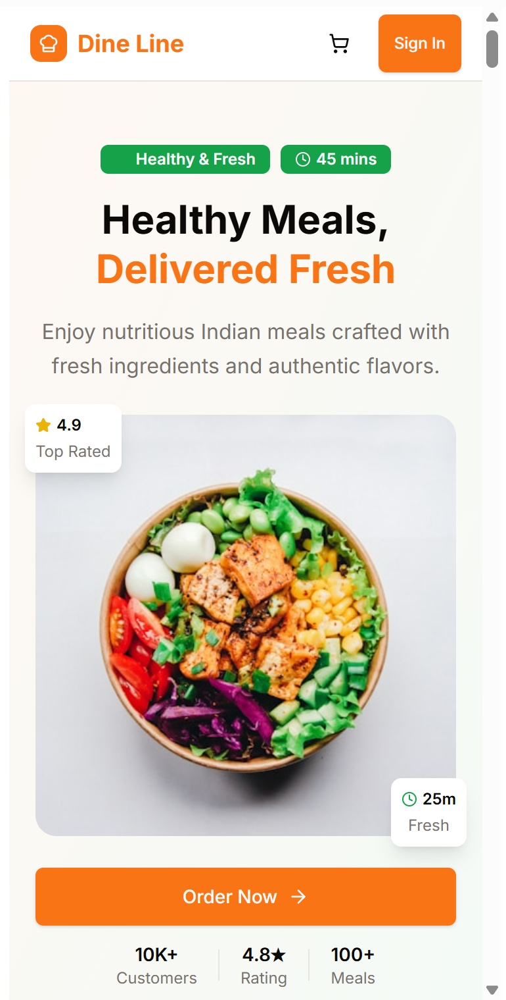 Dine Line
Sign In
Healthy & Fresh
45 mins
Healthy Meals,
Delivered Fresh
Enjoy nutritious Indian meals crafted with
fresh ingredients and authentic flavors.
4.9
Top Rated
25m
Fresh
Order Now →
10K+
Customers
4.8★
Rating
100+
Meals